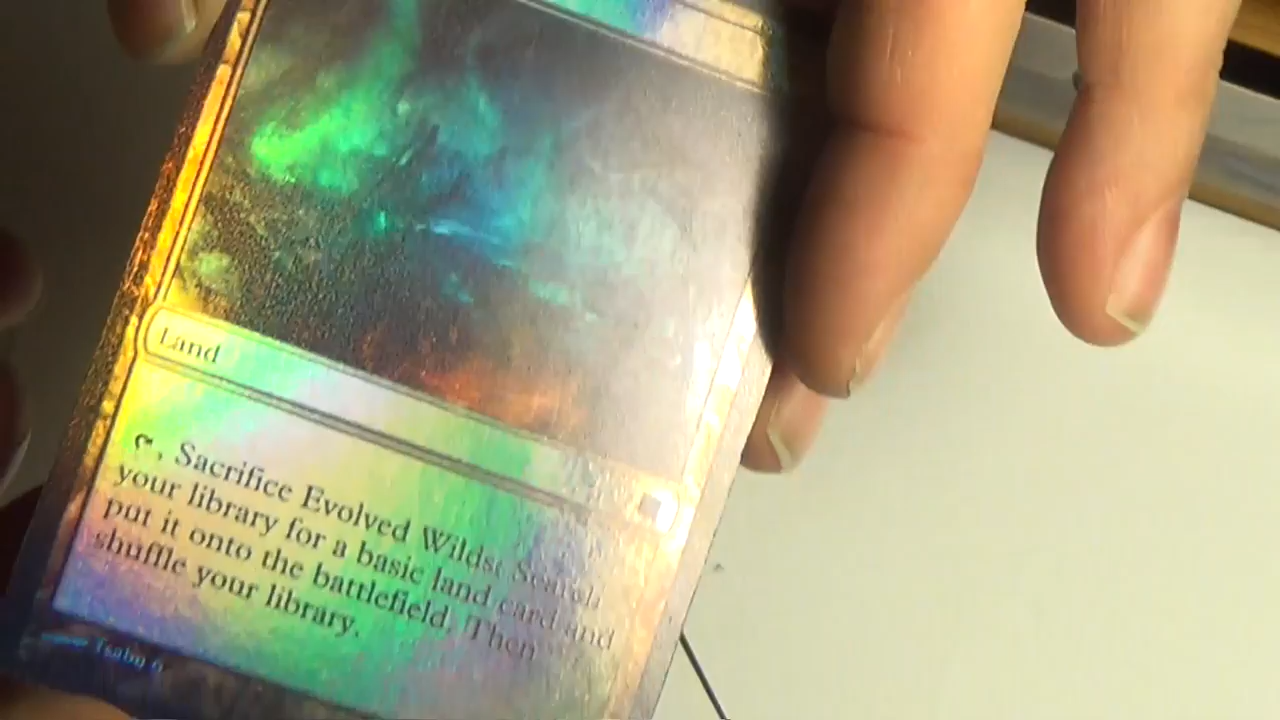 Land
, Sacrifice Evolved Wilds: Search
your library for a basic land card and
put it onto the battlefield. Then
shuffle your library.